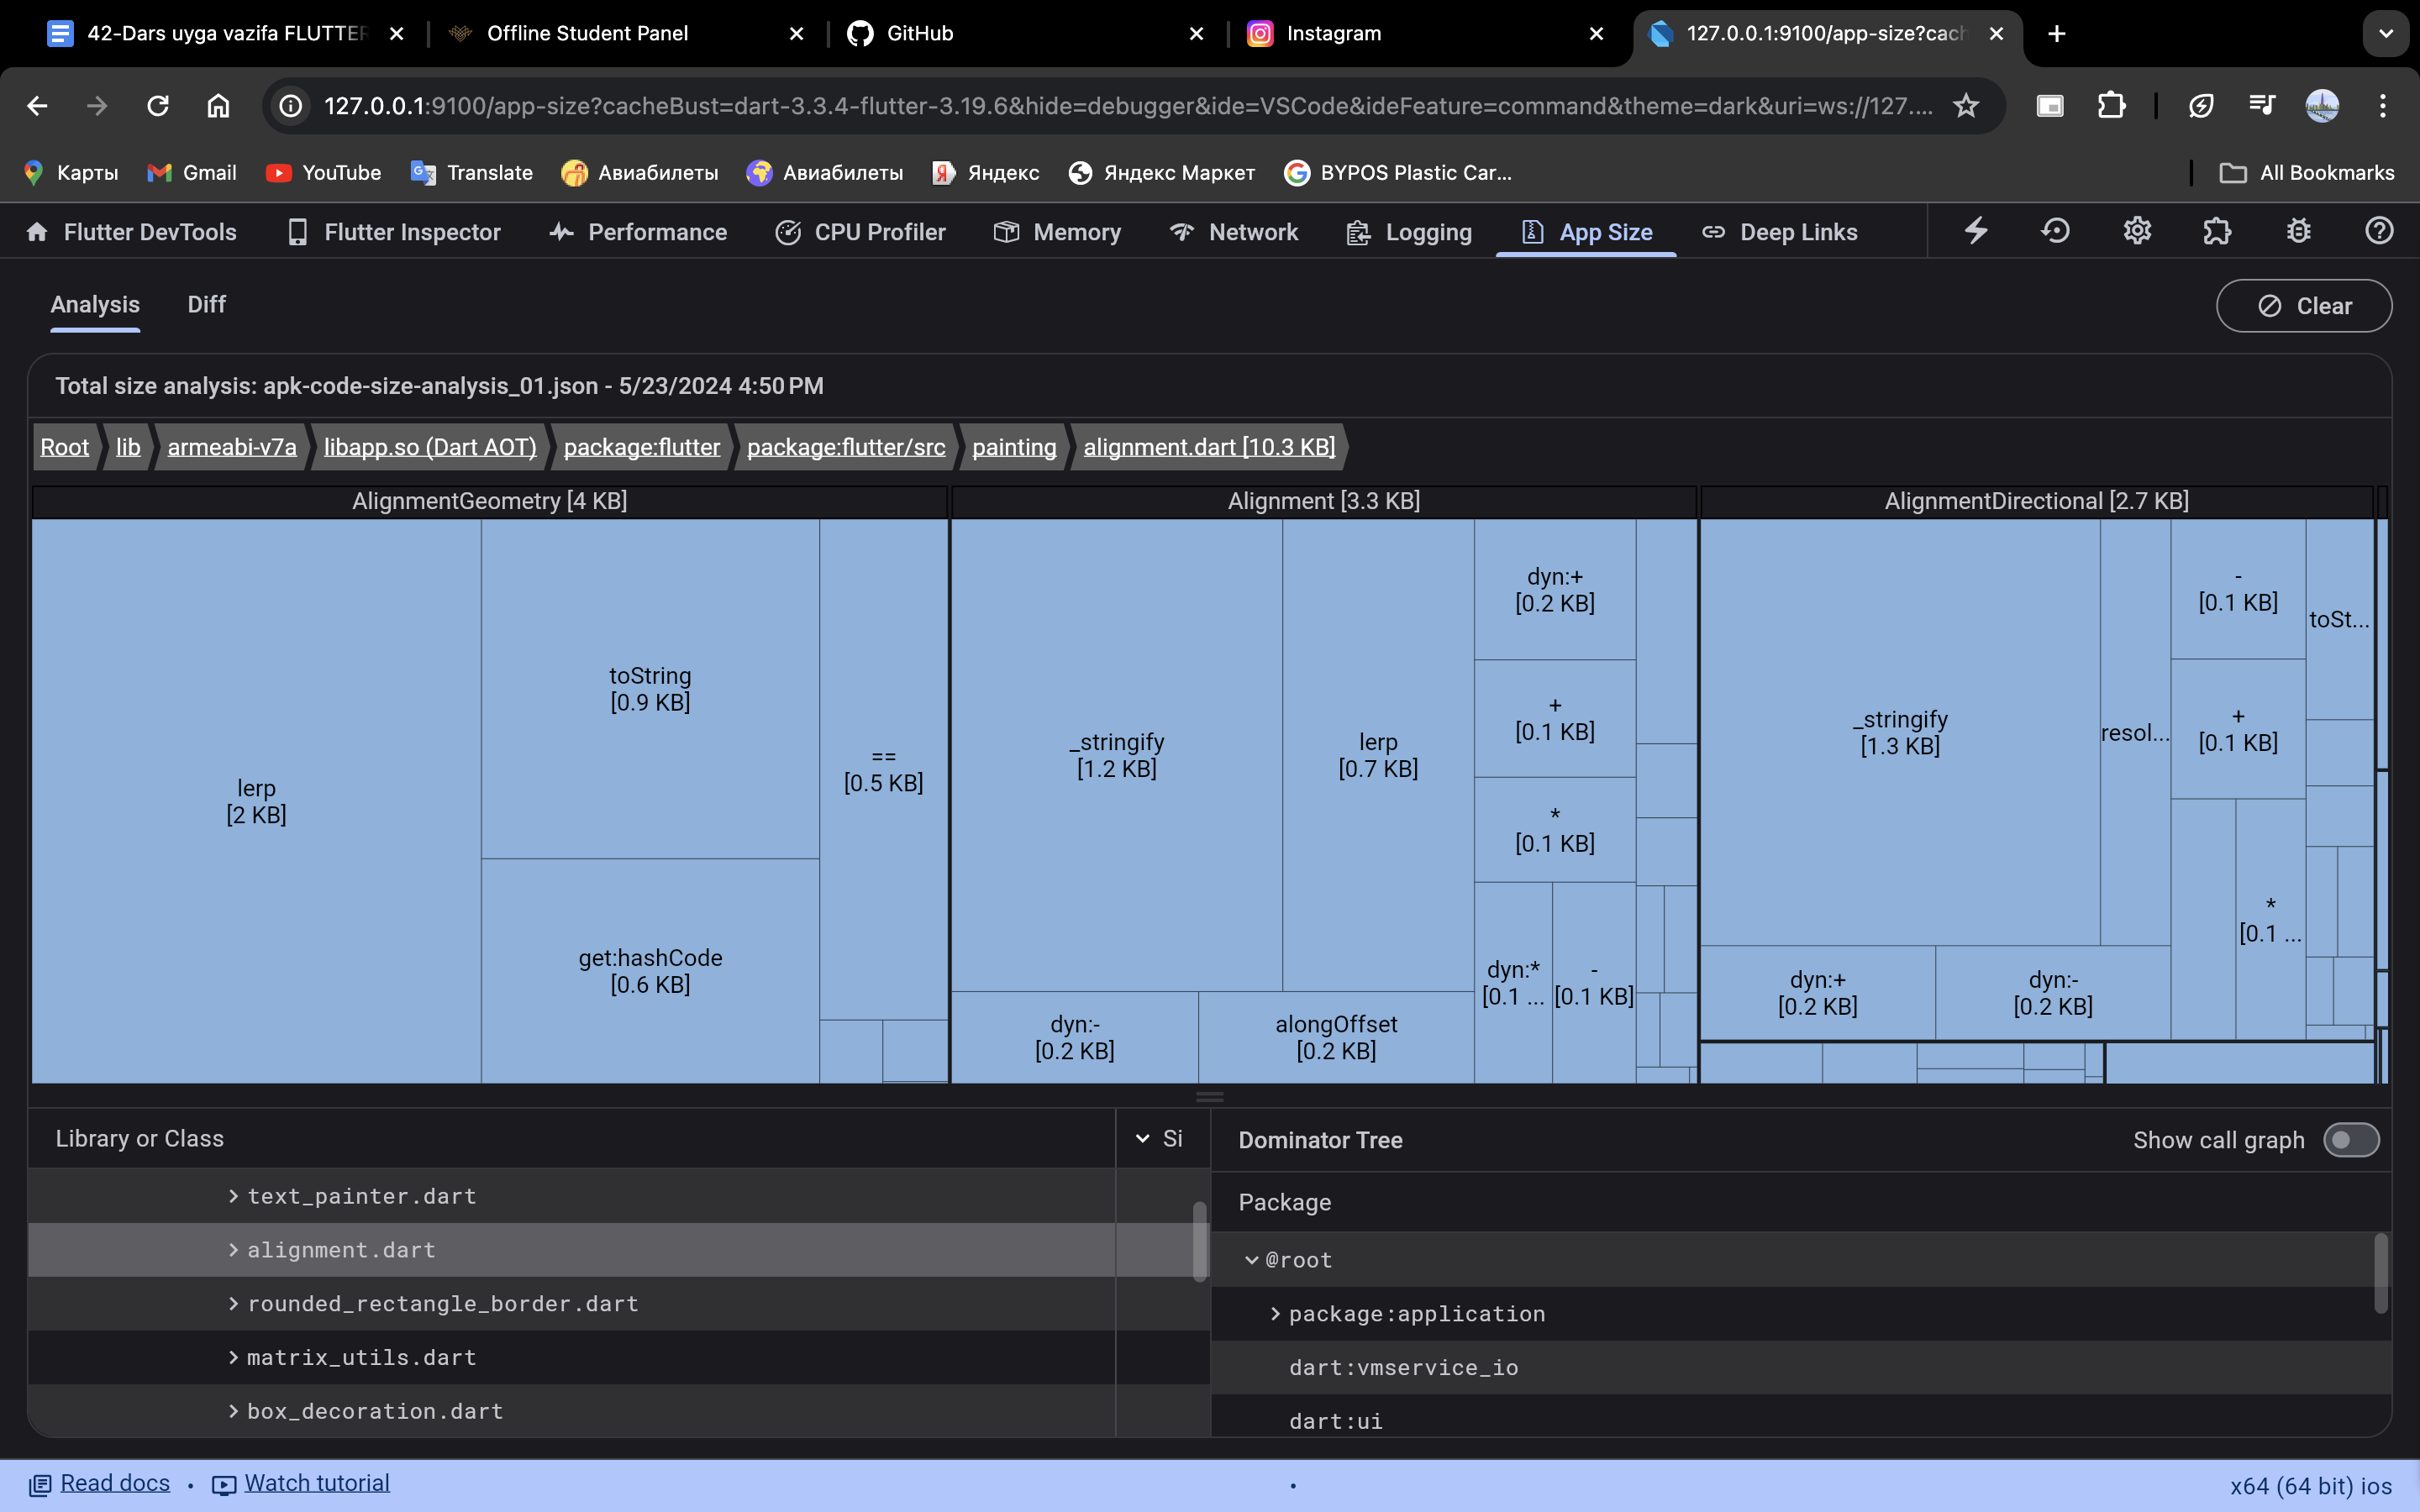 42-Dars uyga vazifa FLUTTER
Offline Student Panel
GitHub
Instagram
127.0.0.1:9100/app-size?cach
127.0.0.1:9100/app-size?cacheBust=dart-3.3.4-flutter-3.19.6&hide=debugger&ide=VSCode&ideFeature=command&theme=dark&uri=ws://127....
Карты
Gmail
YouTube
Translate
Авиабилеты
Авиабилеты
Яндекс
Яндекс Маркет
BYPOS Plastic Car...
All Bookmarks
Flutter DevTools
Flutter Inspector
Performance
CPU Profiler
Memory
Network
Logging
App Size
Deep Links
Analysis
Diff
Clear
Total size analysis: apk-code-size-analysis_01.json - 5/23/2024 4:50 PM
Root
lib
armeabi-v7a
libapp.so (Dart AOT)
package:flutter
package:flutter/src
painting
alignment.dart [10.3 KB]
AlignmentGeometry [4 KB]
lerp
[2 KB]
toString
[0.9 KB]
get:hashCode
[0.6 KB]
==
[0.5 KB]
Alignment [3.3 KB]
_stringify
[1.2 KB]
lerp
[0.7 KB]
dyn:-
[0.2 KB]
alongOffset
[0.2 KB]
dyn:+
[0.2 KB]
+
[0.1 KB]
*
[0.1 KB]
dyn:*
[0.1 ...
-
[0.1 KB]
AlignmentDirectional [2.7 KB]
_stringify
[1.3 KB]
resol...
dyn:+
[0.2 KB]
dyn:-
[0.2 KB]
-
[0.1 KB]
+
[0.1 KB]
*
[0.1 ...
toSt...
Library or Class
Si
text_painter.dart
alignment.dart
rounded_rectangle_border.dart
matrix_utils.dart
box_decoration.dart
Dominator Tree
Show call graph
Package
@root
package:application
dart:vmservice_io
dart:ui
Read docs
•
Watch tutorial
•
x64 (64 bit) ios